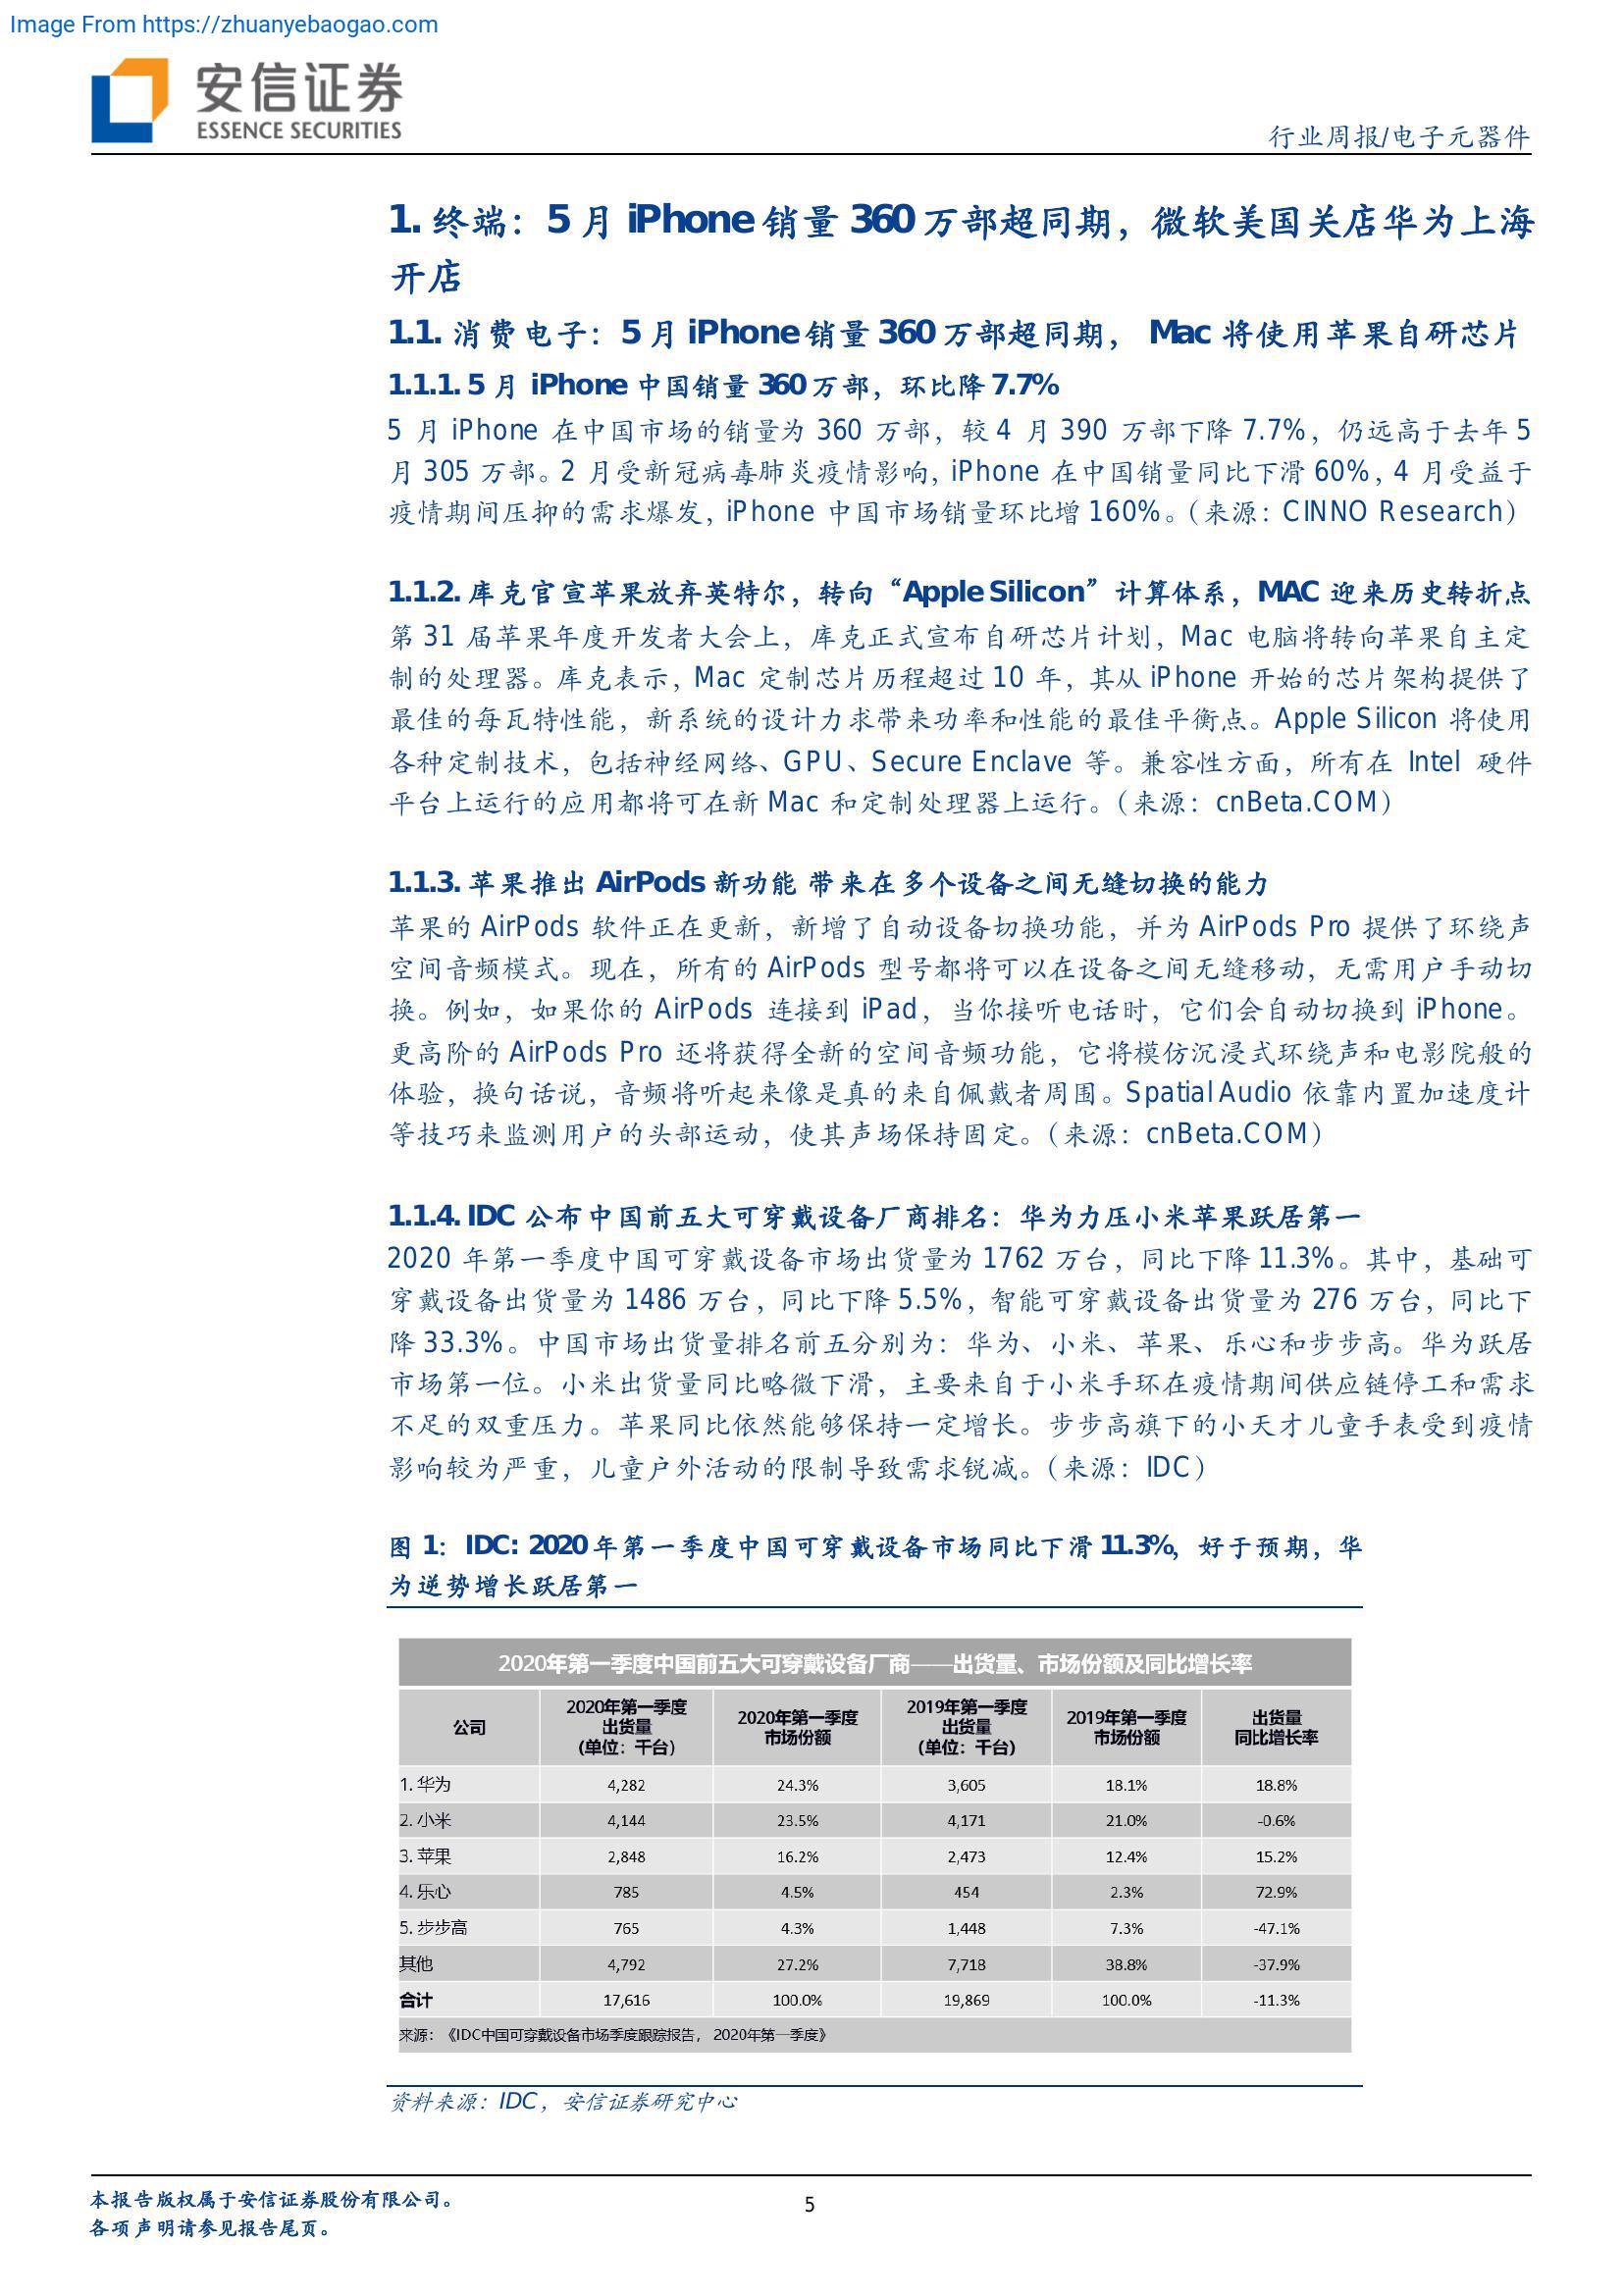 Image From https://zhuanyebaogao.com
安信证券
ESSENCE SECURITIES
行业周报/电子元器件
1. 终端：5 月 iPhone 销量 360 万部超同期，微软美国关店华为上海
开店
1.1. 消费电子：5 月 iPhone 销量 360 万部超同期， Mac 将使用苹果自研芯片
1.1.1. 5 月 iPhone 中国销量 360 万部，环比降 7.7%
5 月 iPhone 在中国市场的销量为 360 万部，较 4 月 390 万部下降 7.7%，仍远高于去年 5
月 305 万部。2 月受新冠病毒肺炎疫情影响，iPhone 在中国销量同比下滑 60%，4 月受益于
疫情期间压抑的需求爆发，iPhone 中国市场销量环比增 160%。（来源：CINNO Research）
1.1.2. 库克官宣苹果放弃英特尔，转向“Apple Silicon”计算体系，MAC 迎来历史转折点
第 31 届苹果年度开发者大会上，库克正式宣布自研芯片计划，Mac 电脑将转向苹果自主定
制的处理器。库克表示，Mac 定制芯片历程超过 10 年，其从 iPhone 开始的芯片架构提供了
最佳的每瓦特性能，新系统的设计力求带来功率和性能的最佳平衡点。Apple Silicon 将使用
各种定制技术，包括神经网络、GPU、Secure Enclave 等。兼容性方面，所有在 Intel 硬件
平台上运行的应用都将可在新 Mac 和定制处理器上运行。（来源：cnBeta.COM）
1.1.3. 苹果推出 AirPods 新功能 带来在多个设备之间无缝切换的能力
苹果的 AirPods 软件正在更新，新增了自动设备切换功能，并为 AirPods Pro 提供了环绕声
空间音频模式。现在，所有的 AirPods 型号都将可以在设备之间无缝移动，无需用户手动切
换。例如，如果你的 AirPods 连接到 iPad，当你接听电话时，它们会自动切换到 iPhone。
更高阶的 AirPods Pro 还将获得全新的空间音频功能，它将模仿沉浸式环绕声和电影院般的
体验，换句话说，音频将听起来像是真的来自佩戴者周围。Spatial Audio 依靠内置加速度计
等技巧来监测用户的头部运动，使其声场保持固定。（来源：cnBeta.COM）
1.1.4. IDC 公布中国前五大可穿戴设备厂商排名：华为力压小米苹果跃居第一
2020 年第一季度中国可穿戴设备市场出货量为 1762 万台，同比下降 11.3%。其中，基础可
穿戴设备出货量为 1486 万台，同比下降 5.5%，智能可穿戴设备出货量为 276 万台，同比下
降 33.3%。中国市场出货量排名前五分别为：华为、小米、苹果、乐心和步步高。华为跃居
市场第一位。小米出货量同比略微下滑，主要来自于小米手环在疫情期间供应链停工和需求
不足的双重压力。苹果同比依然能够保持一定增长。步步高旗下的小天才儿童手表受到疫情
影响较为严重，儿童户外活动的限制导致需求锐减。（来源：IDC）
图 1：IDC: 2020 年第一季度中国可穿戴设备市场同比下滑 11.3%，好于预期，华
为逆势增长跃居第一
2020年第一季度中国前五大可穿戴设备厂商——出货量、市场份额及同比增长率
公司 2020年第一季度出货量（单位：千台） 2020年第一季度市场份额 2019年第一季度出货量（单位：千台） 2019年第一季度市场份额 出货量同比增长率
1. 华为 4,282 24.3% 3,605 18.1% 18.8%
2. 小米 4,144 23.5% 4,171 21.0% -0.6%
3. 苹果 2,848 16.2% 2,473 12.4% 15.2%
4. 乐心 785 4.5% 454 2.3% 72.9%
5. 步步高 765 4.3% 1,448 7.3% -47.1%
其他 4,792 27.2% 7,718 38.8% -37.9%
合计 17,616 100.0% 19,869 100.0% -11.3%
来源：《IDC中国可穿戴设备市场季度跟踪报告， 2020年第一季度》
资料来源：IDC，安信证券研究中心
本报告版权属于安信证券股份有限公司。
5
各项声明请参见报告尾页。